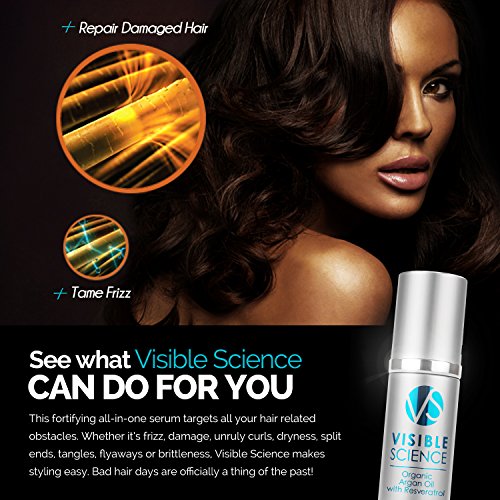 + Repair Damaged Hair
+ Tame Frizz
See what Visible Science
CAN DO FOR YOU
This fortifying all-in-one serum targets all your hair related
obstacles. Whether it's frizz, damage, unruly curls, dryness, split
ends, tangles, flyaways or brittleness, Visible Science makes
styling easy. Bad hair days are officially a thing of the past!
VS
VISIBLE
SCIENCE
Organic
Argan Oil
with Resveratrol